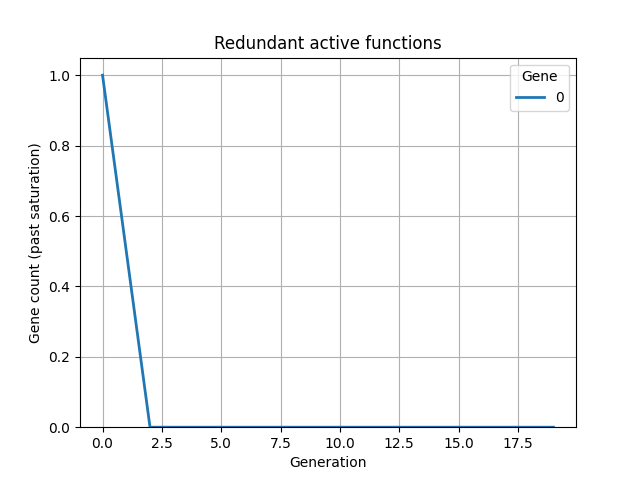 Redundant active functions
Gene
0
Gene count (past saturation)
1.0
0.8
0.6
0.4
0.2
0.0
0.0 2.5 5.0 7.5 10.0 12.5 15.0 17.5
Generation